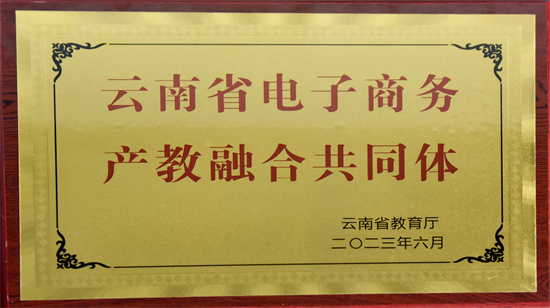 云南省电子商务
产教融合共同体
云南省教育厅
二〇二三年六月